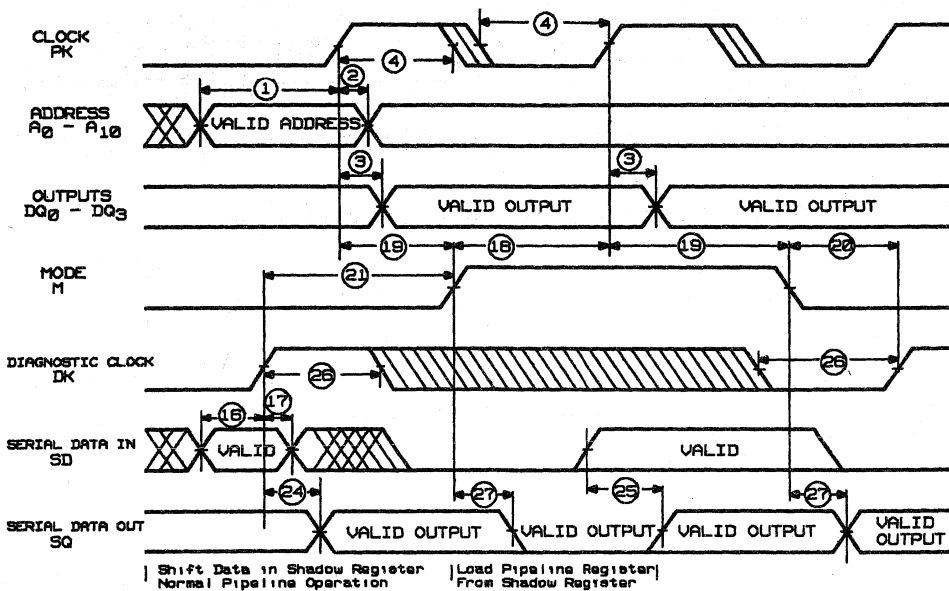 CLOCK
PK
④
④
① ②
ADDRESS
A0 - A10
VALID ADDRESS
③ ③
OUTPUTS
DQ0 - DQ3
VALID OUTPUT VALID OUTPUT
⑲ ⑱ ⑲ ⑳
MODE
M
㉑
DIAGNOSTIC CLOCK
DK
㉖ ㉖
⑯ ⑰
SERIAL DATA IN
SD
VALID VALID
㉔ ㉗ ㉕ ㉗
SERIAL DATA OUT
SQ
VALID OUTPUT VALID OUTPUT VALID OUTPUT VALID
OUTPUT
| Shift Data in Shadow Register |Load Pipeline Register|
Normal Pipeline Operation From Shadow Register